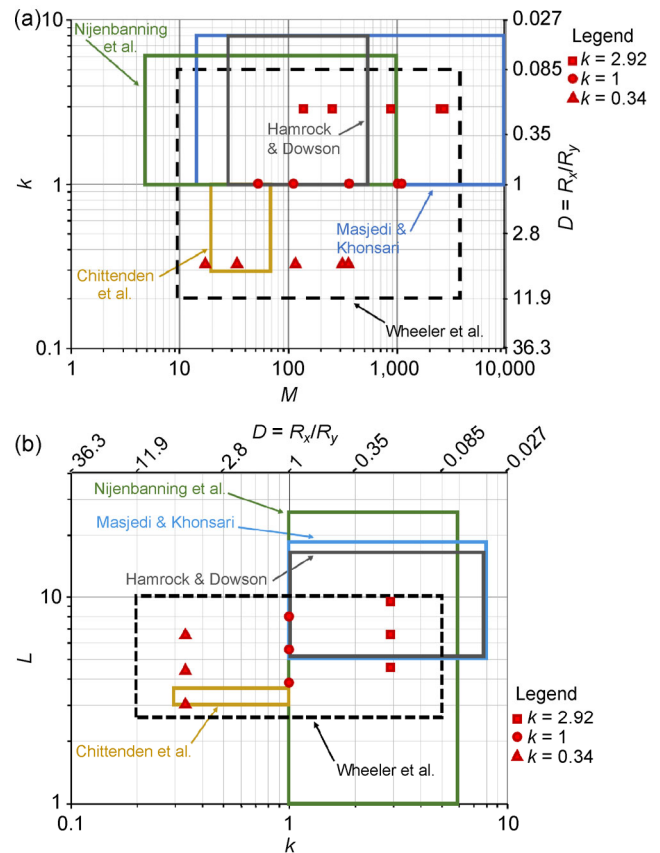 (a)
Nijenbanning
et al.
10
0.027
Legend
k = 2.92
k = 1
k = 0.34
0.085
Hamrock
& Dowson
0.35
k
1
1
D = Rx/Ry
Masjedi &
Khonsari
2.8
Chittenden
et al.
11.9
Wheeler et al.
0.1
36.3
1
10
100
1,000
10,000
M
(b)
D = Rx/Ry
36.3
11.9
2.8
1
0.35
0.085
0.027
Nijenbanning et al.
Masjedi & Khonsari
Hamrock & Dowson
10
L
Legend
k = 2.92
k = 1
k = 0.34
Chittenden et al.
Wheeler et al.
1
0.1
1
10
k